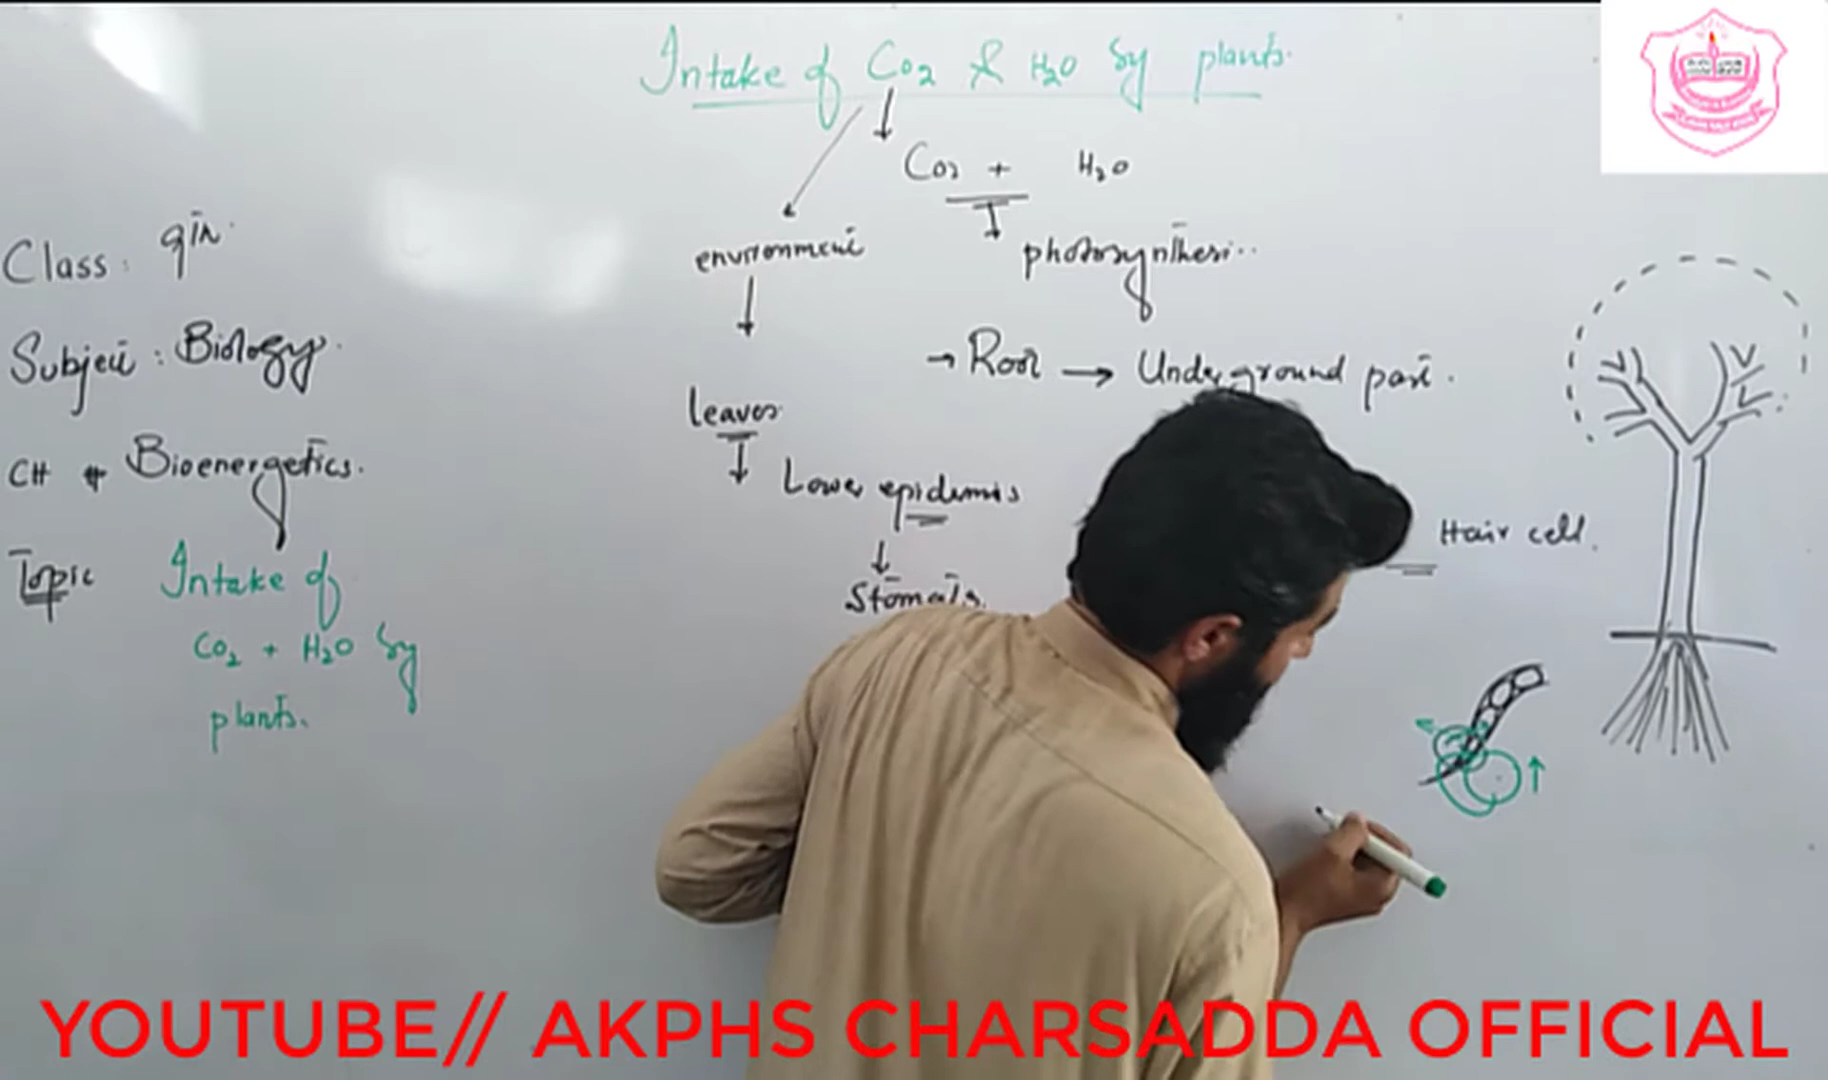 Intake of CO2 & H2O by plants.
CO2 + H2O
environment
photosynthesi..
Class: 9th.
Subject: Biology.
→ Root → Underground part.
leaves
CH # Bioenergetics.
Lower epidermis
Hair cell.
Topic Intake of
CO2 + H2O by
plants.
Stomata.
YOUTUBE// AKPHS CHARSADDA OFFICIAL